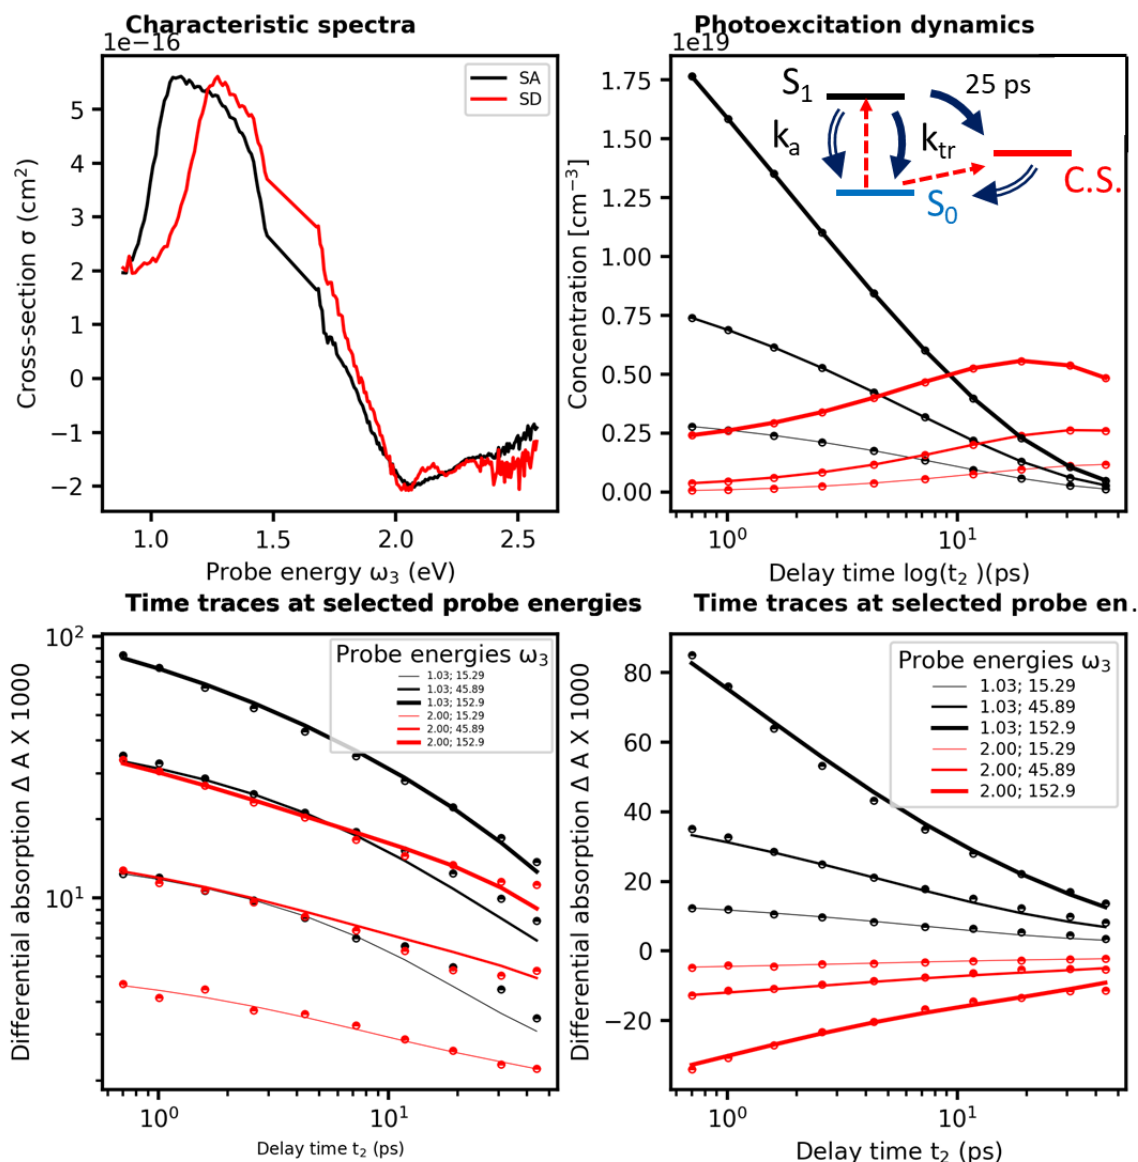 Characteristic spectra
1e−16
SA
SD
5
4
3
2
1
0
−1
−2
Cross-section σ (cm²)
1.0 1.5 2.0 2.5
Probe energy ω₃ (eV)
Photoexcitation dynamics
1e19
1.75
1.50
1.25
1.00
0.75
0.50
0.25
0.00
Concentration [cm⁻³]
S₁
25 ps
kₐ
kₜᵣ
C.S.
S₀
10⁰ 10¹
Delay time log(t₂ )(ps)
Time traces at selected probe energies
10²
10¹
Differential absorption Δ A X 1000
Probe energies ω₃
1.03; 15.29
1.03; 45.89
1.03; 152.9
2.00; 15.29
2.00; 45.89
2.00; 152.9
10⁰ 10¹
Delay time t₂ (ps)
Time traces at selected probe en.
80
60
40
20
0
−20
Differential absorption Δ A X 1000
Probe energies ω₃
1.03; 15.29
1.03; 45.89
1.03; 152.9
2.00; 15.29
2.00; 45.89
2.00; 152.9
10⁰ 10¹
Delay time t₂ (ps)